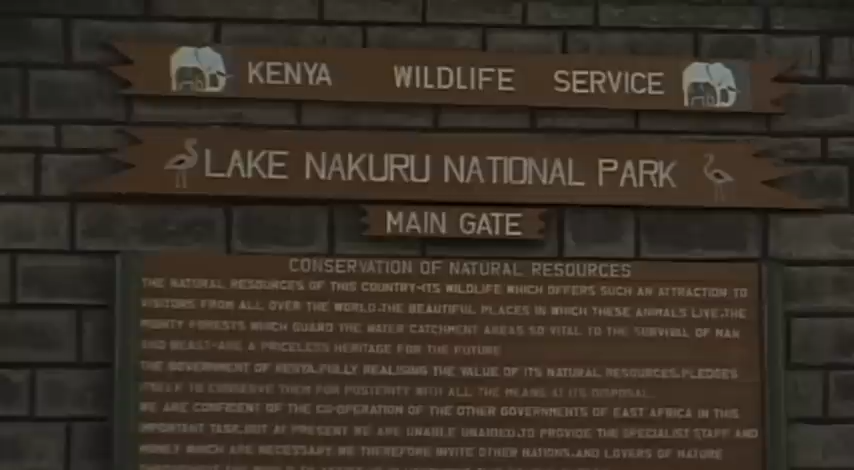 KENYA WILDLIFE SERVICE
LAKE NAKURU NATIONAL PARK
MAIN GATE
CONSERVATION OF NATURAL RESOURCES
THE NATURAL RESOURCES OF THIS COUNTRY-ITS WILDLIFE WHICH OFFERS SUCH AN ATTRACTION TO
VISITORS FROM ALL OVER THE WORLD.THE BEAUTIFUL PLACES IN WHICH THESE ANIMALS LIVE.THE
MIGHTY FORESTS WHICH GUARD THE WATER CATCHMENT AREAS SO VITAL TO THE SURVIVAL OF MAN
AND BEAST-ARE A PRICELESS HERITAGE FOR THE FUTURE
THE GOVERNMENT OF KENYA.FULLY REALISING THE VALUE OF ITS NATURAL RESOURCES.PLEDGES
ITSELF TO CONSERVE THEM FOR POSTERITY WITH ALL THE MEANS AT ITS DISPOSAL.
WE ARE CONFIDENT OF THE CO-OPERATION OF THE OTHER GOVERNMENTS OF EAST AFRICA IN THIS
IMPORTANT TASK.BUT AT PRESENT WE ARE UNABLE UNAIDED.TO PROVIDE THE SPECIALIST STAFF AND
MONEY WHICH ARE NECESSARY. WE THEREFORE INVITE OTHER NATIONS.AND LOVERS OF NATURE